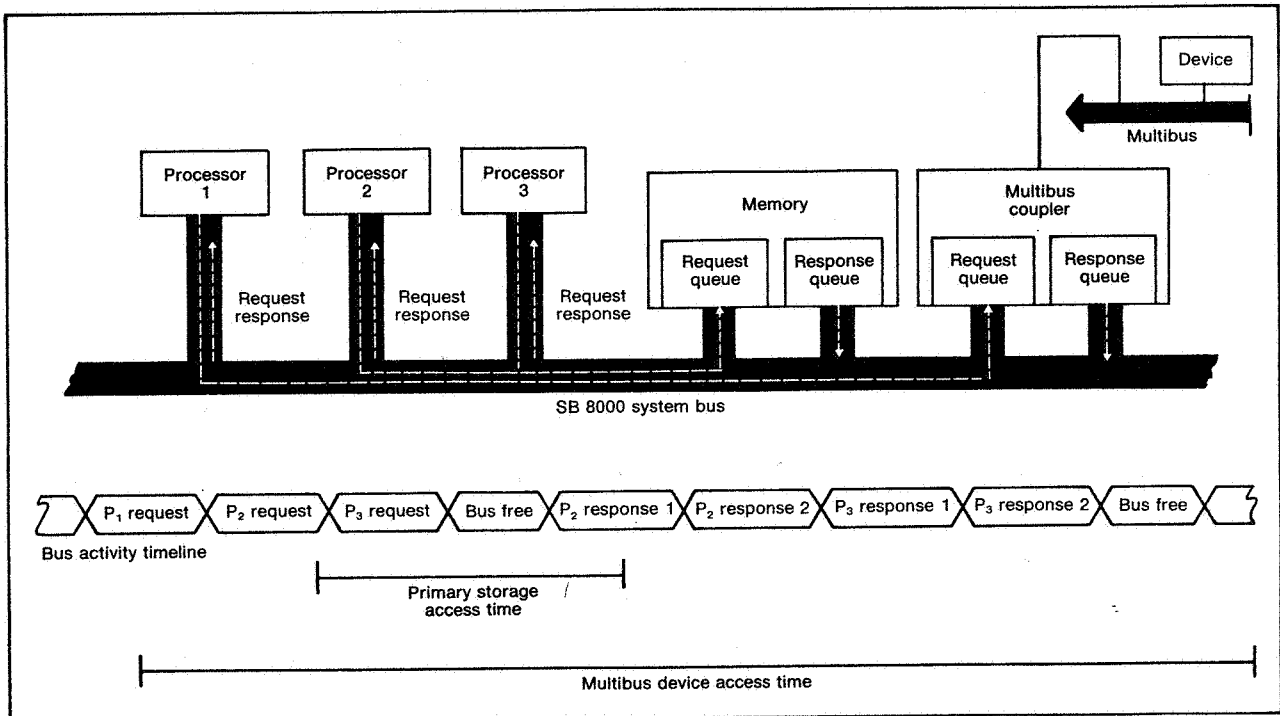 Device
Multibus
Processor
1
Processor
2
Processor
3
Memory
Multibus
coupler
Request
queue
Response
queue
Request
queue
Response
queue
Request
response
Request
response
Request
response
SB 8000 system bus
P₁ request
P₂ request
P₃ request
Bus free
P₂ response 1
P₂ response 2
P₃ response 1
P₃ response 2
Bus free
Bus activity timeline
Primary storage
access time
Multibus device access time